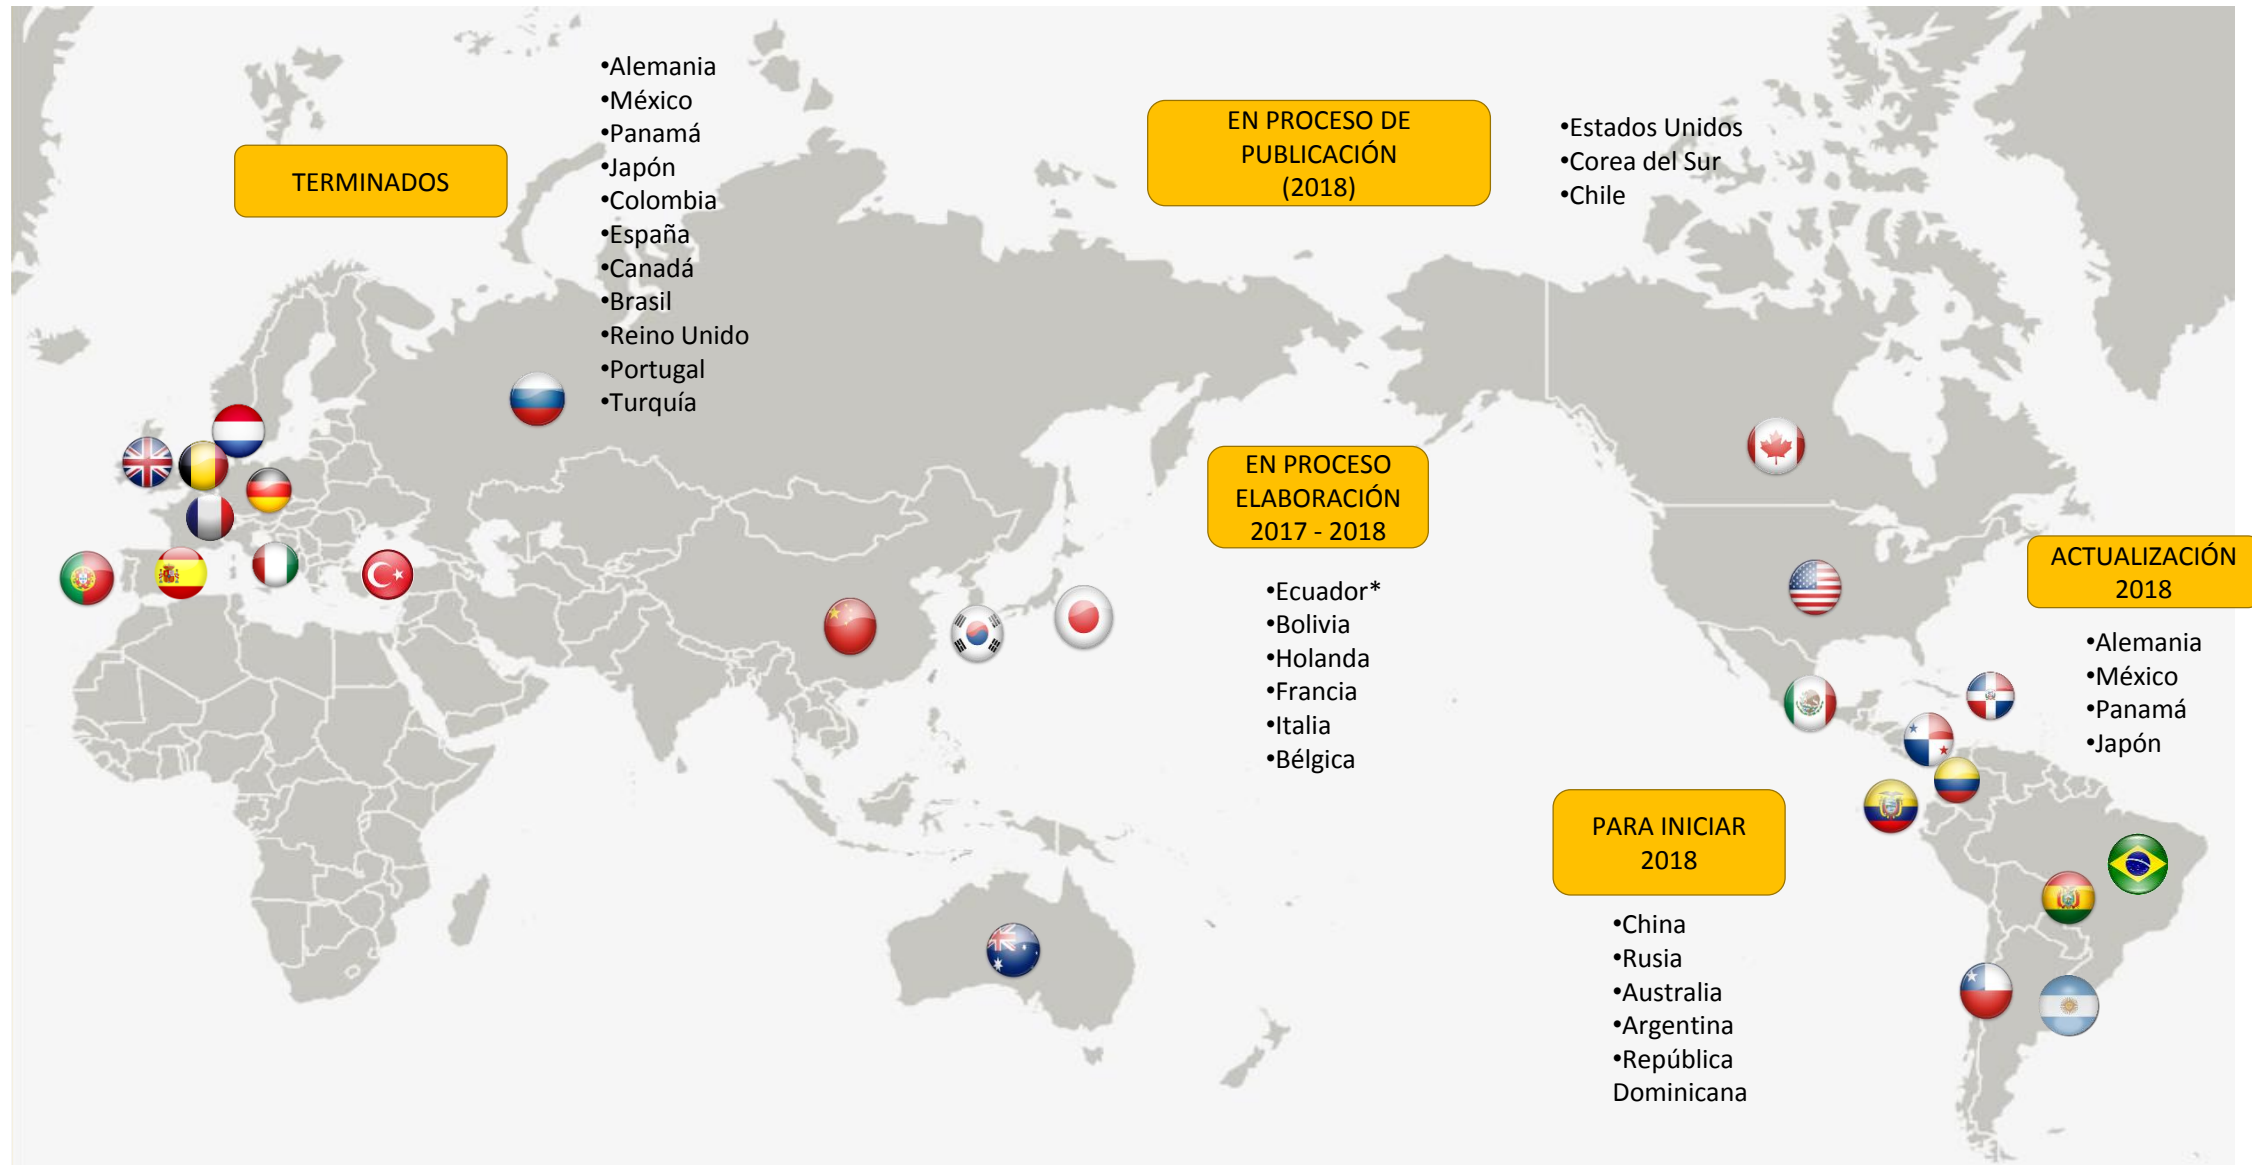 TERMINADOS
•Alemania
•México
•Panamá
•Japón
•Colombia
•España
•Canadá
•Brasil
•Reino Unido
•Portugal
•Turquía
EN PROCESO DE
PUBLICACIÓN
(2018)
•Estados Unidos
•Corea del Sur
•Chile
EN PROCESO
ELABORACIÓN
2017 - 2018
•Ecuador*
•Bolivia
•Holanda
•Francia
•Italia
•Bélgica
ACTUALIZACIÓN
2018
•Alemania
•México
•Panamá
•Japón
PARA INICIAR
2018
•China
•Rusia
•Australia
•Argentina
•República
Dominicana